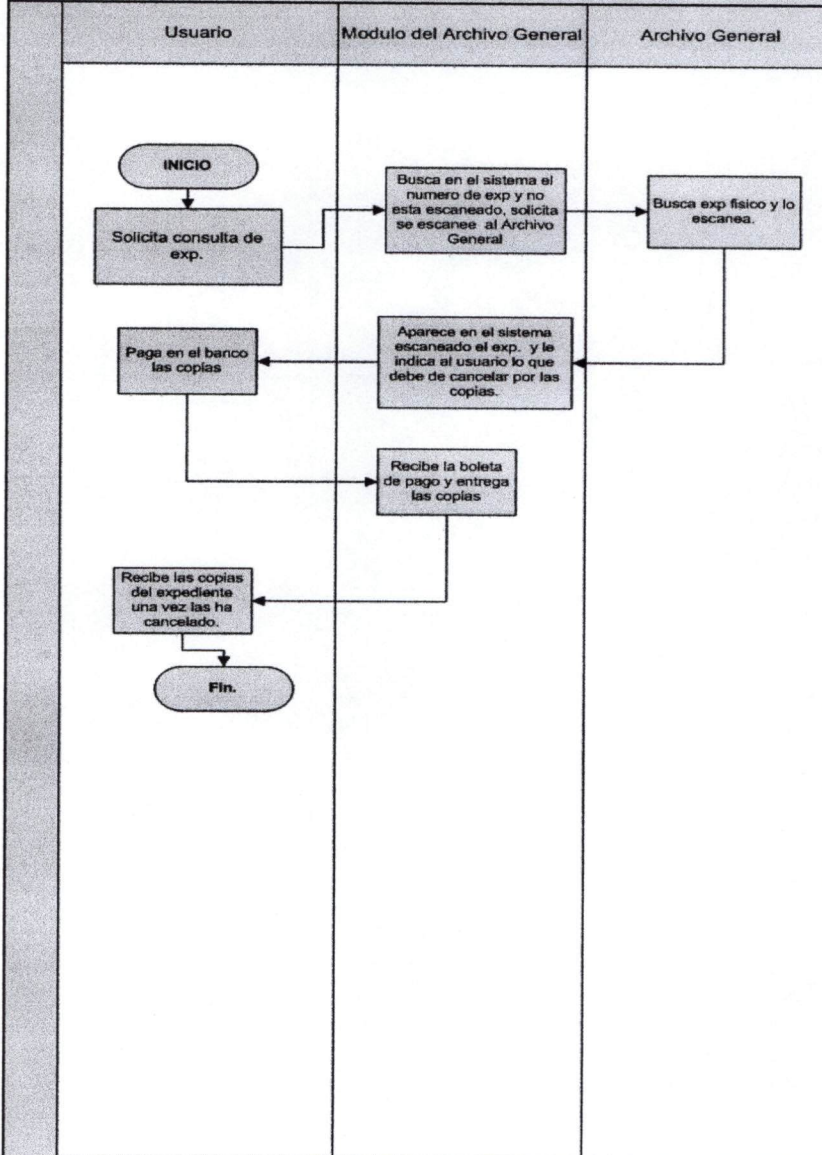 Usuario
Modulo del Archivo General
Archivo General
INICIO
Solicita consulta de
exp.
Busca en el sistema el
numero de exp y no
esta escaneado, solicita
se escanee al Archivo
General
Busca exp fisico y lo
escanea.
Aparece en el sistema
escaneado el exp. y le
indica al usuario lo que
debe de cancelar por las
copias.
Paga en el banco
las copias
Recibe la boleta
de pago y entrega
las copias
Recibe las copias
del expediente
una vez las ha
cancelado.
Fin.